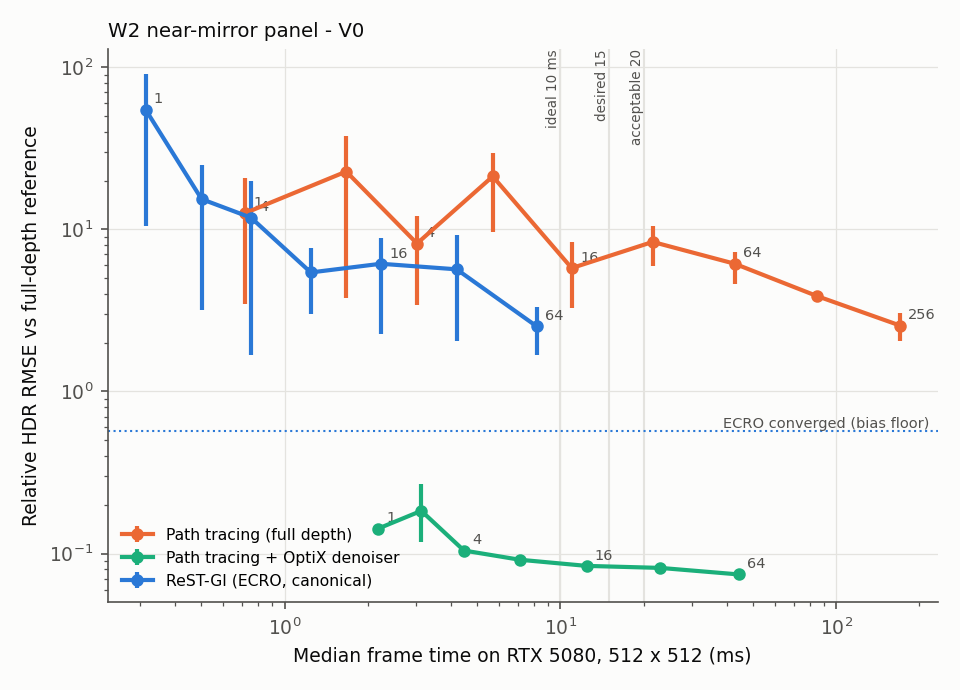 W2 near-mirror panel - V0
Relative HDR RMSE vs full-depth reference
10²
10¹
10⁰
10⁻¹
ideal 10 ms
desired 15
acceptable 20
1
1
4
4
16
16
64
64
256
ECRO converged (bias floor)
1
4
16
64
Path tracing (full depth)
Path tracing + OptiX denoiser
ReST-GI (ECRO, canonical)
10⁰
10¹
10²
Median frame time on RTX 5080, 512 x 512 (ms)